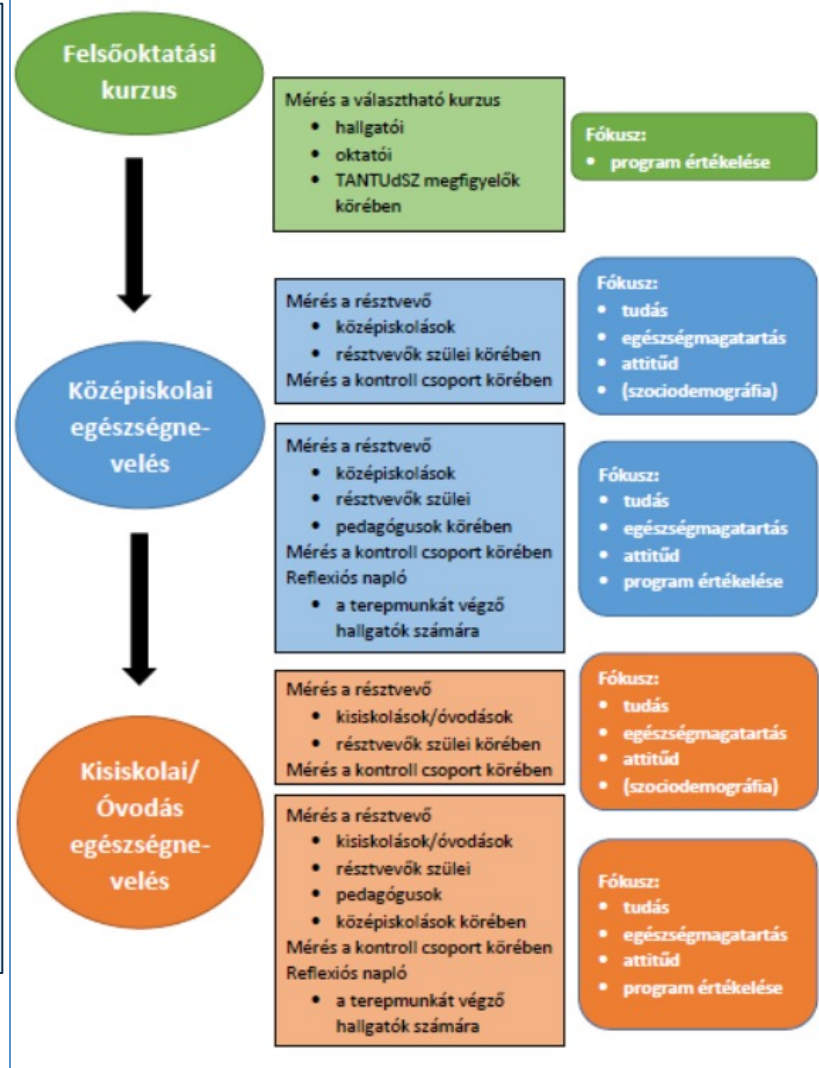 Felsőoktatási
kurzus
Mérés a választható kurzus
• hallgatói
• oktatói
• TANTUdSZ megfigyelők
körében
Fókusz:
• program értékelése
Középiskolai
egészségne-
velés
Mérés a résztvevő
• középiskolások
• résztvevők szülei körében
Mérés a kontroll csoport körében
Fókusz:
• tudás
• egészségmagatartás
• attitűd
• (szociodemográfia)
Mérés a résztvevő
• középiskolások
• résztvevők szülei
• pedagógusok körében
Mérés a kontroll csoport körében
Reflexiós napló
• a terepmunkát végző
hallgatók számára
Fókusz:
• tudás
• egészségmagatartás
• attitűd
• program értékelése
Kisiskolai/
Óvodás
egészségne-
velés
Mérés a résztvevő
• kisiskolások/óvodások
• résztvevők szülei körében
Mérés a kontroll csoport körében
Fókusz:
• tudás
• egészségmagatartás
• attitűd
• (szociodemográfia)
Mérés a résztvevő
• kisiskolások/óvodások
• résztvevők szülei
• pedagógusok
• középiskolások körében
Mérés a kontroll csoport körében
Reflexiós napló
• a terepmunkát végző
hallgatók számára
Fókusz:
• tudás
• egészségmagatartás
• attitűd
• program értékelése